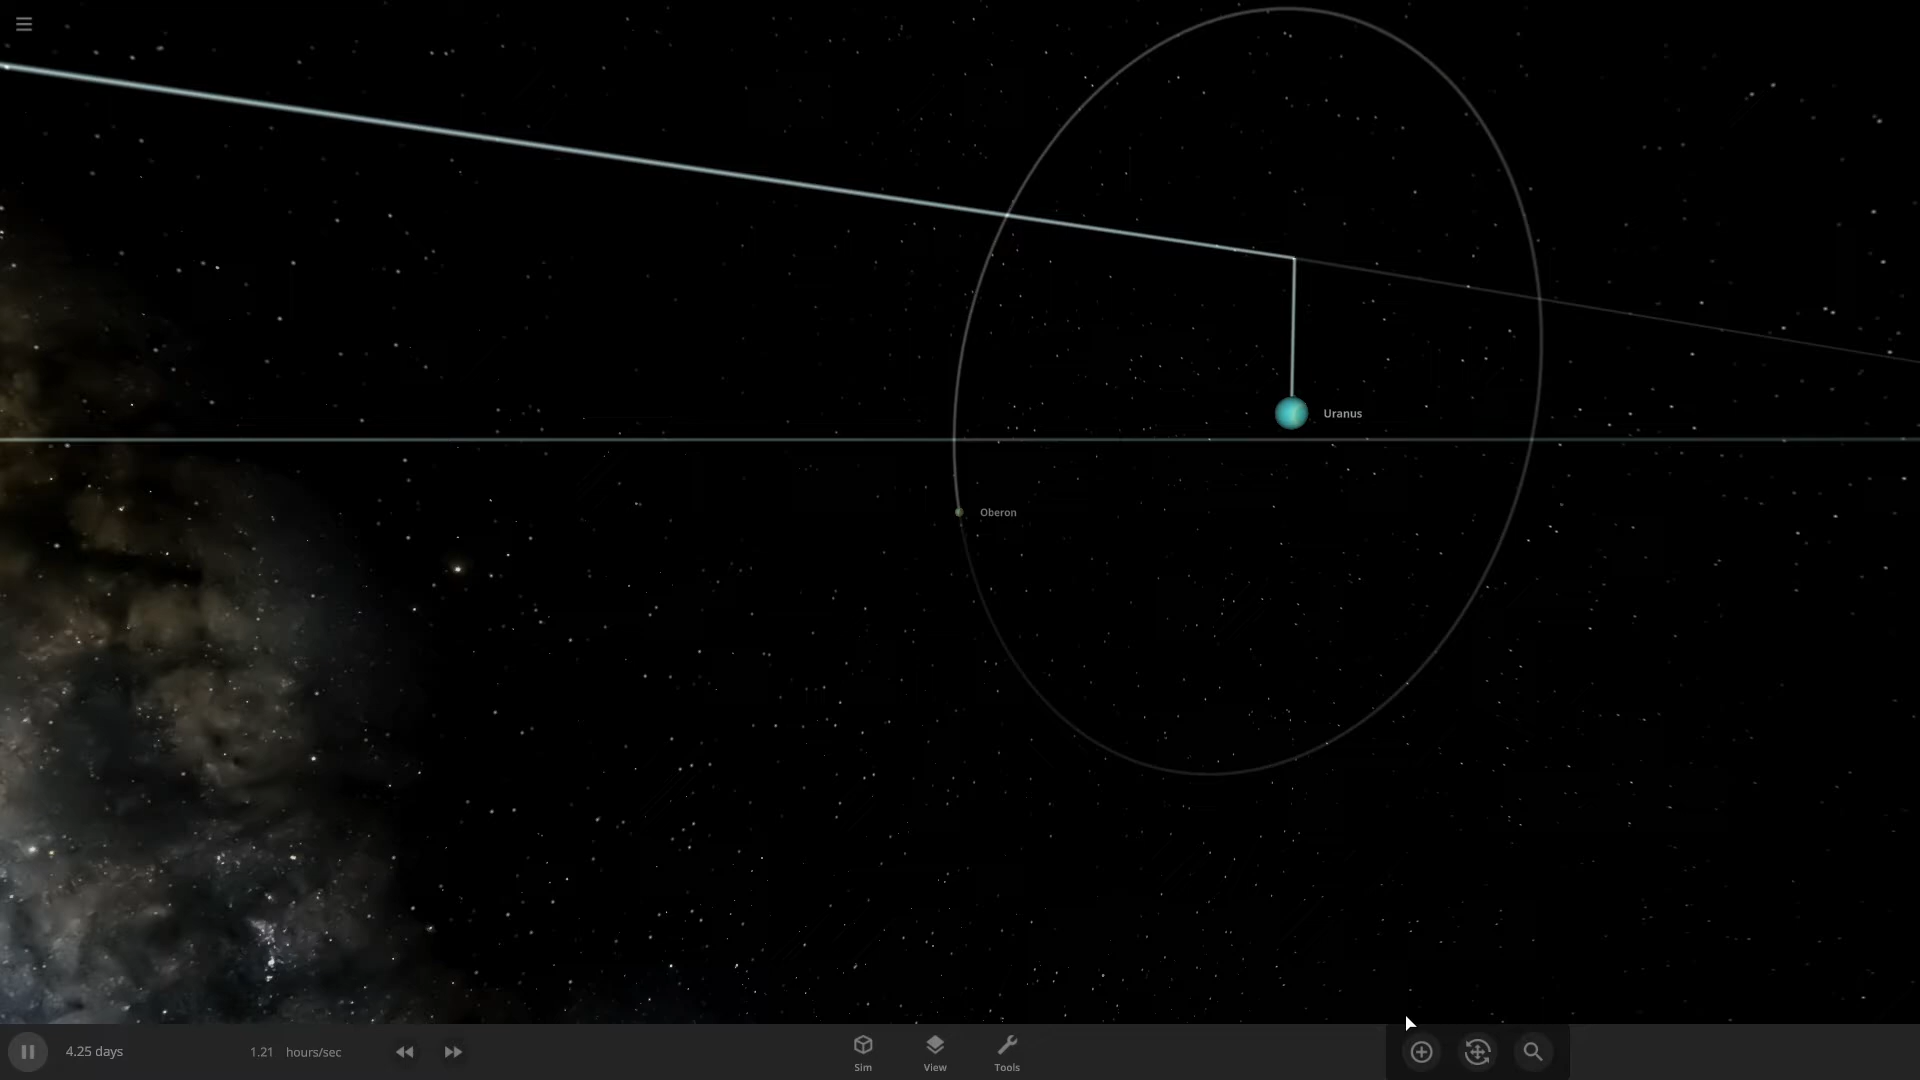 Uranus
Oberon
4.25 days
1.21 hours/sec
Sim
View
Tools